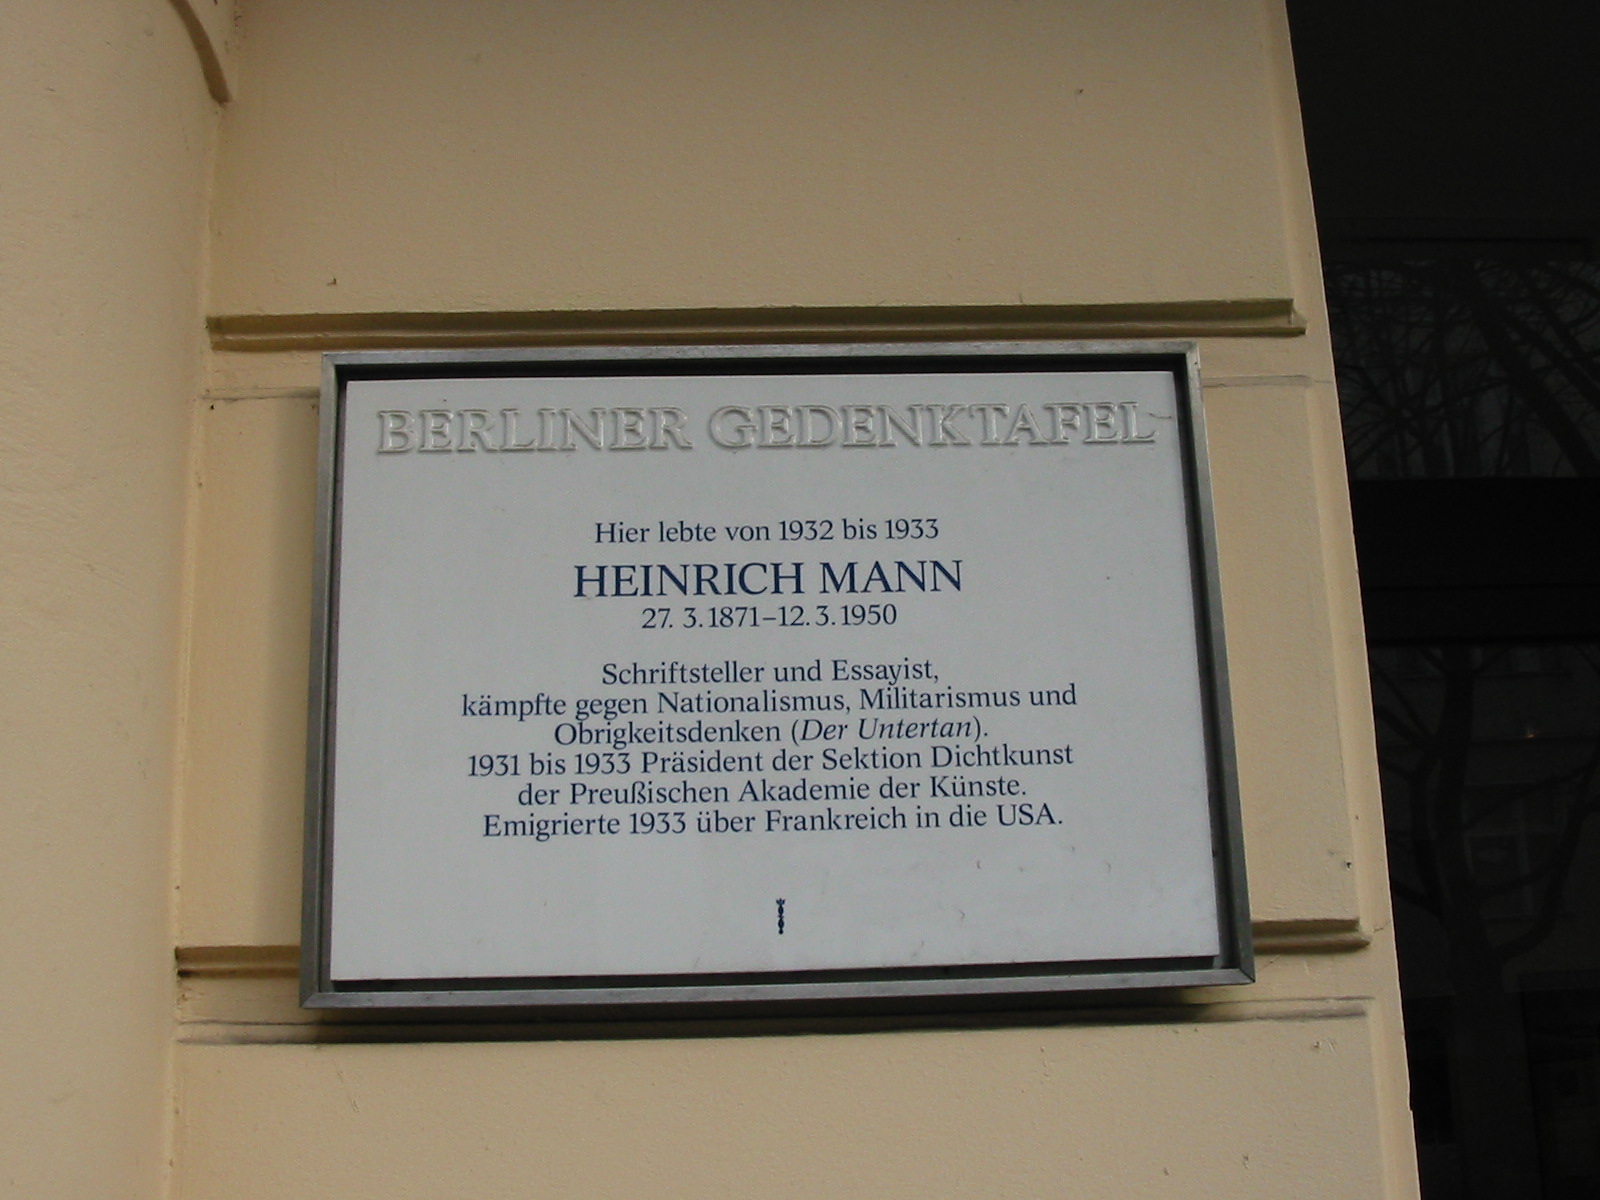 BERLINER GEDENKTAFEL
Hier lebte von 1932 bis 1933
HEINRICH MANN
27. 3. 1871–12. 3. 1950
Schriftsteller und Essayist,
kämpfte gegen Nationalismus, Militarismus und
Obrigkeitsdenken (Der Untertan).
1931 bis 1933 Präsident der Sektion Dichtkunst
der Preußischen Akademie der Künste.
Emigrierte 1933 über Frankreich in die USA.